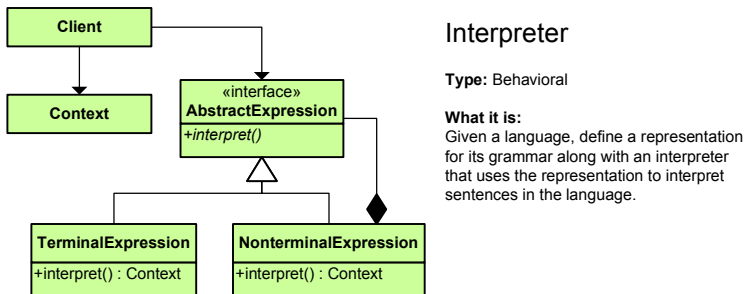 Client
Context
«interface»
AbstractExpression
+interpret()
TerminalExpression
+interpret() : Context
NonterminalExpression
+interpret() : Context
Interpreter
Type: Behavioral
What it is:
Given a language, define a representation
for its grammar along with an interpreter
that uses the representation to interpret
sentences in the language.